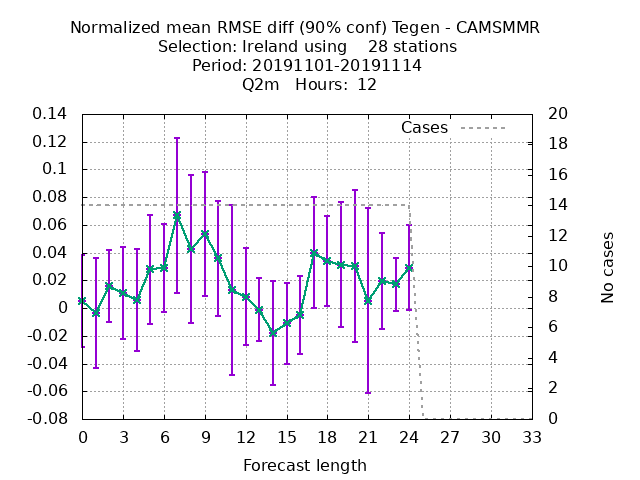 Normalized mean RMSE diff (90% conf) Tegen - CAMSMMR
Selection: Ireland using 28 stations
Period: 20191101-20191114
Q2m Hours: 12
0.14
0.12
0.1
0.08
0.06
0.04
0.02
0
-0.02
-0.04
-0.06
-0.08
Cases
20
18
16
14
12
10
8
6
4
2
0
No cases
0 3 6 9 12 15 18 21 24 27 30 33
Forecast length